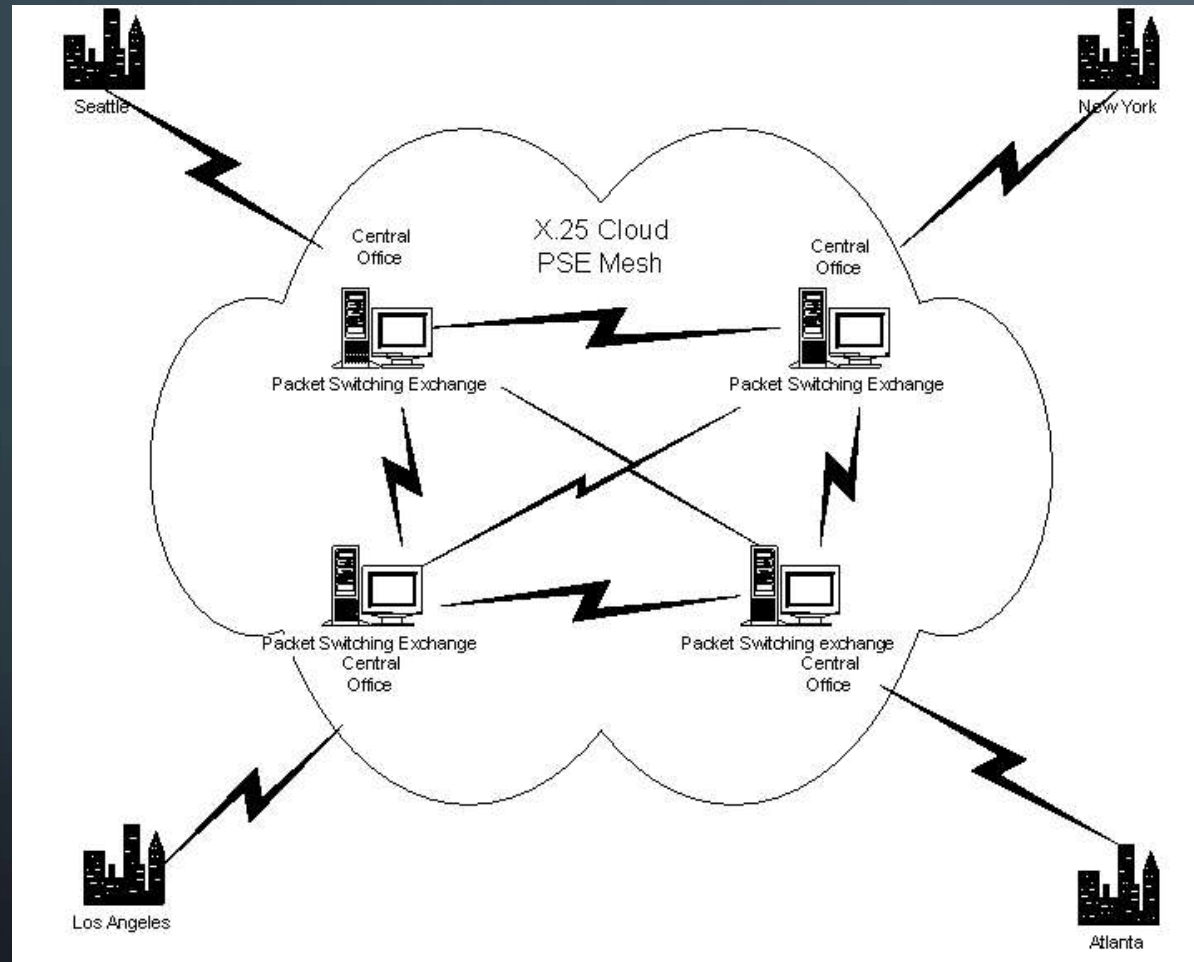 Seattle
New York
X.25 Cloud
PSE Mesh
Central
Office
Central
Office
Packet Switching Exchange
Packet Switching Exchange
Packet Switching Exchange
Central
Office
Packet Switching exchange
Central
Office
Los Angeles
Atlanta